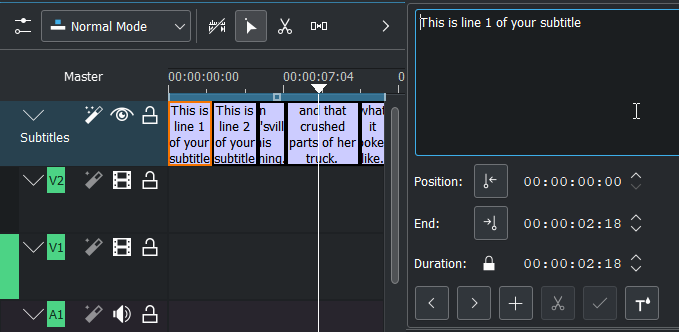 Normal Mode
This is line 1 of your subtitle
Master
00:00:00:00
00:00:07:04
0
Subtitles
This is
line 1
of your
subtitle
This is
line 2
of your
subtitle
n
'svill
his
ning.
and that
crushed
parts of her
truck.
what
it
ooke
like.
Position:
00:00:00:00
V2
End:
00:00:02:18
V1
Duration:
00:00:02:18
A1
T